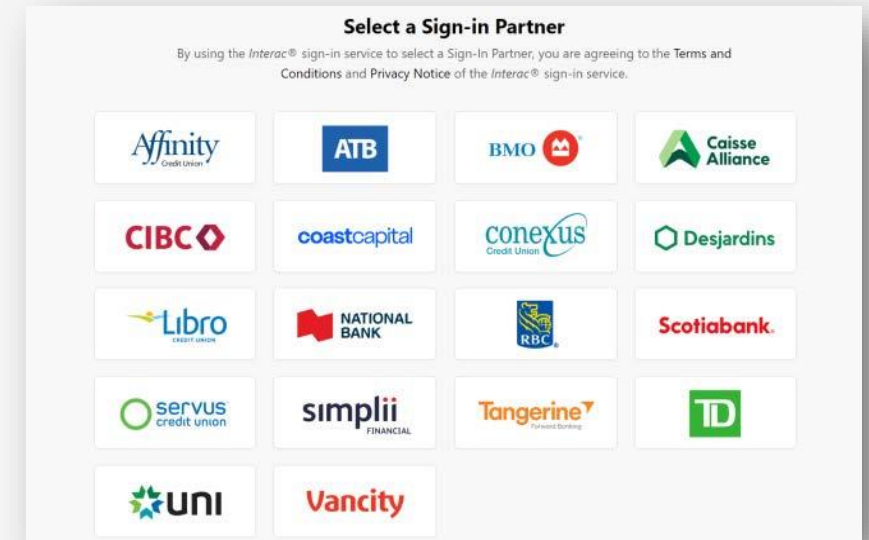 Select a Sign-in Partner
By using the Interac® sign-in service to select a Sign-In Partner, you are agreeing to the Terms and
Conditions and Privacy Notice of the Interac® sign-in service.
Affinity
Credit Union
ATB
BMO
Caisse
Alliance
CIBC
coastcapital
conexus
Credit Union
Desjardins
Libro
CREDIT UNION
NATIONAL
BANK
RBC
Scotiabank
servus
credit union
simplii
FINANCIAL
Tangerine
Forward Banking
TD
UNI
Vancity